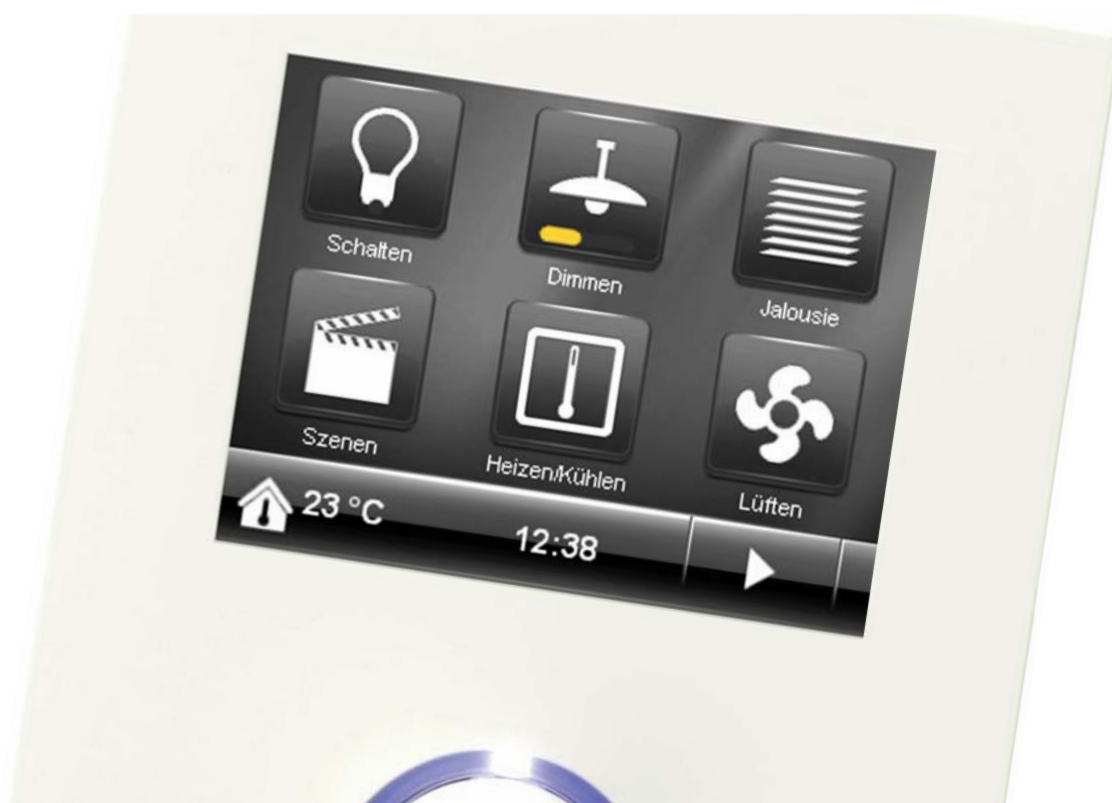 Schalten
Dimmen
Jalousie
Szenen
Heizen/Kühlen
Lüften
23 °C
12:38